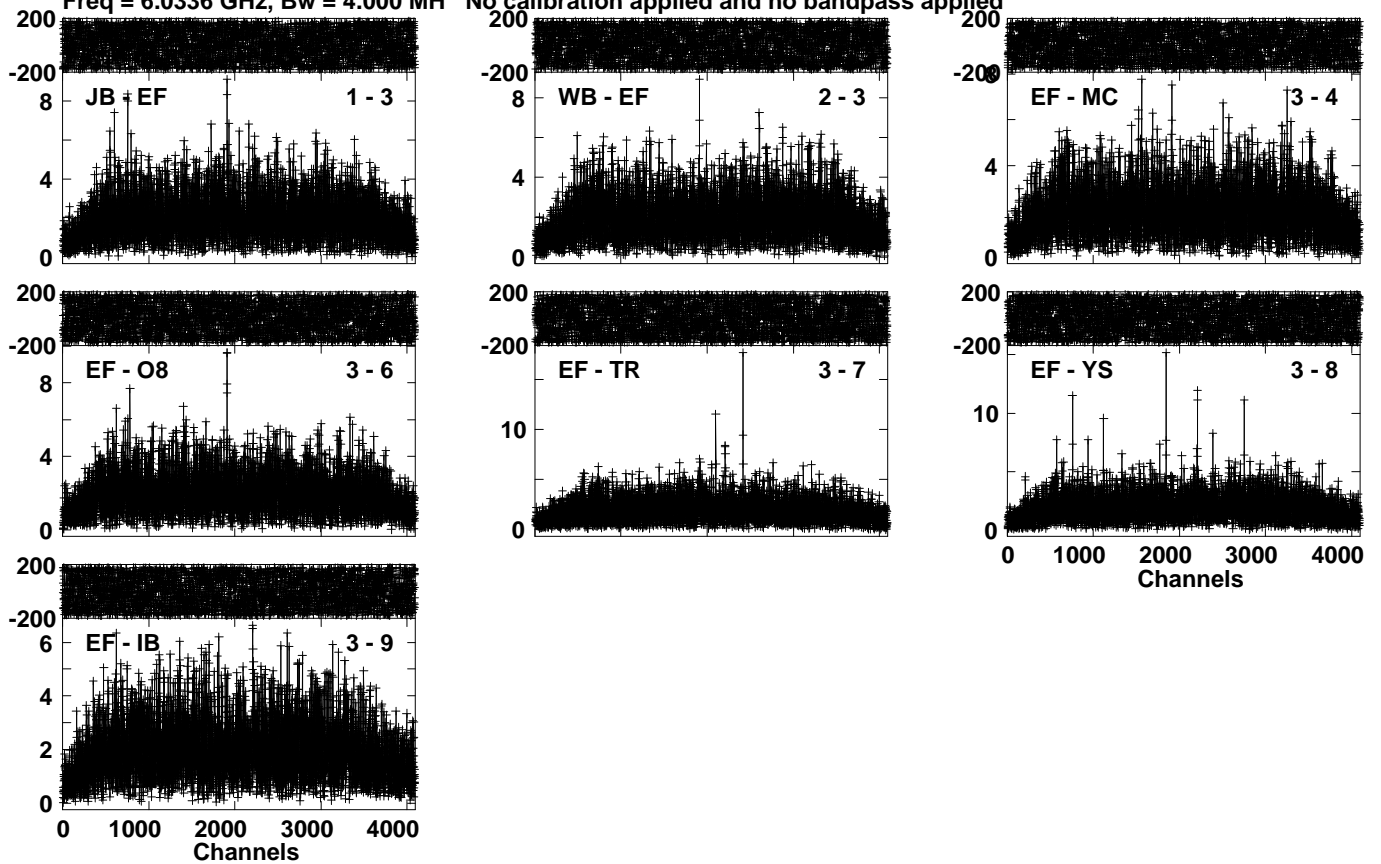 Freq = 6.0336 GHz, Bw = 4.000 MH No calibration applied and no bandpass applied
200 200 200
-200 -200 -200
JB - EF 1 - 3 WB - EF 2 - 3 EF - MC 3 - 4
8 8 8
4 4 4
0 0 0
200 200 200
-200 -200 -200
EF - O8 3 - 6 EF - TR 3 - 7 EF - YS 3 - 8
8 10 10
4
0 0 0
0 1000 2000 3000 4000
Channels
200
-200
EF - IB 3 - 9
6
4
2
0
0 1000 2000 3000 4000
Channels